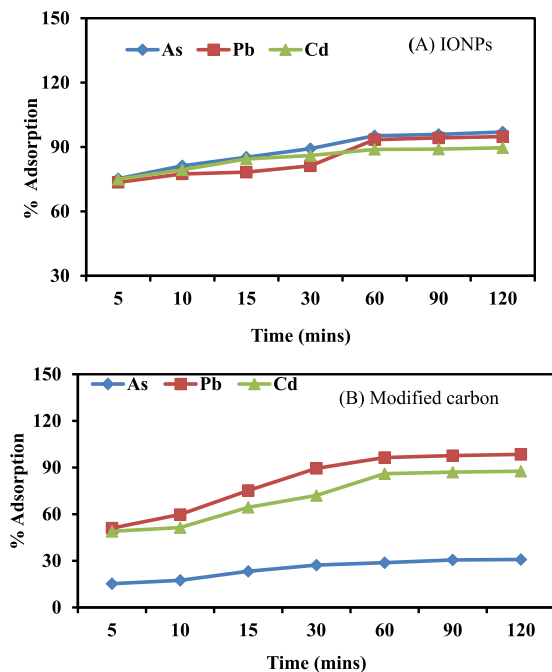 150
As Pb Cd
(A) IONPs
120
90
60
30
% Adsorption
5 10 15 30 60 90 120
Time (mins)
150
As Pb Cd
(B) Modified carbon
120
90
60
30
0
% Adsorption
5 10 15 30 60 90 120
Time (mins)